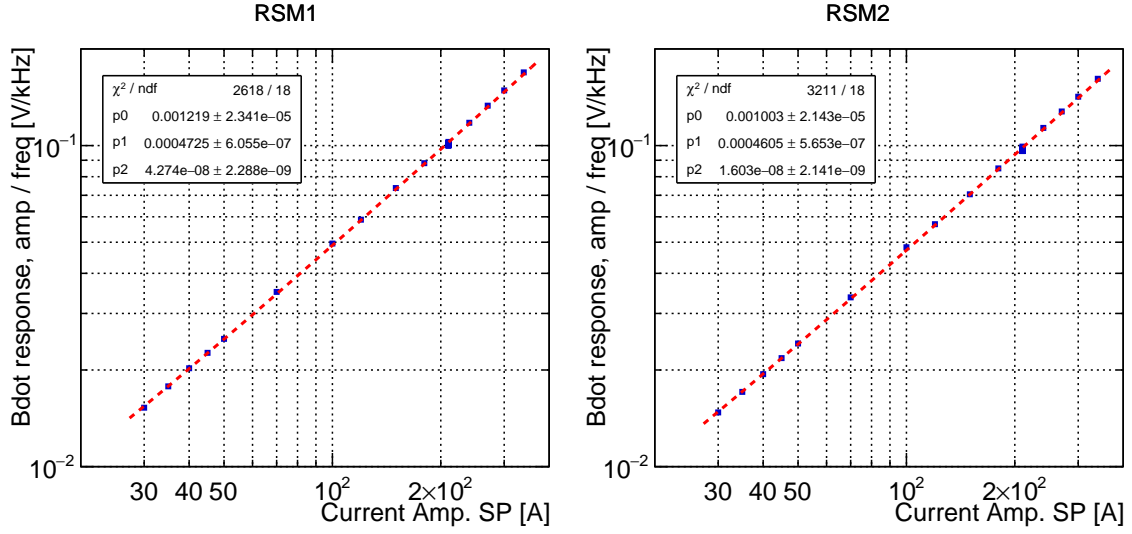 RSM1
Bdot response, amp / freq [V/kHz]
χ² / ndf 2618 / 18
p0 0.001219 ± 2.341e−05
p1 0.0004725 ± 6.055e−07
p2 4.274e−08 ± 2.288e−09
10⁻¹
10⁻²
30 40 50 10² 2×10²
Current Amp. SP [A]
RSM2
Bdot response, amp / freq [V/kHz]
χ² / ndf 3211 / 18
p0 0.001003 ± 2.143e−05
p1 0.0004605 ± 5.653e−07
p2 1.603e−08 ± 2.141e−09
10⁻¹
10⁻²
30 40 50 10² 2×10²
Current Amp. SP [A]